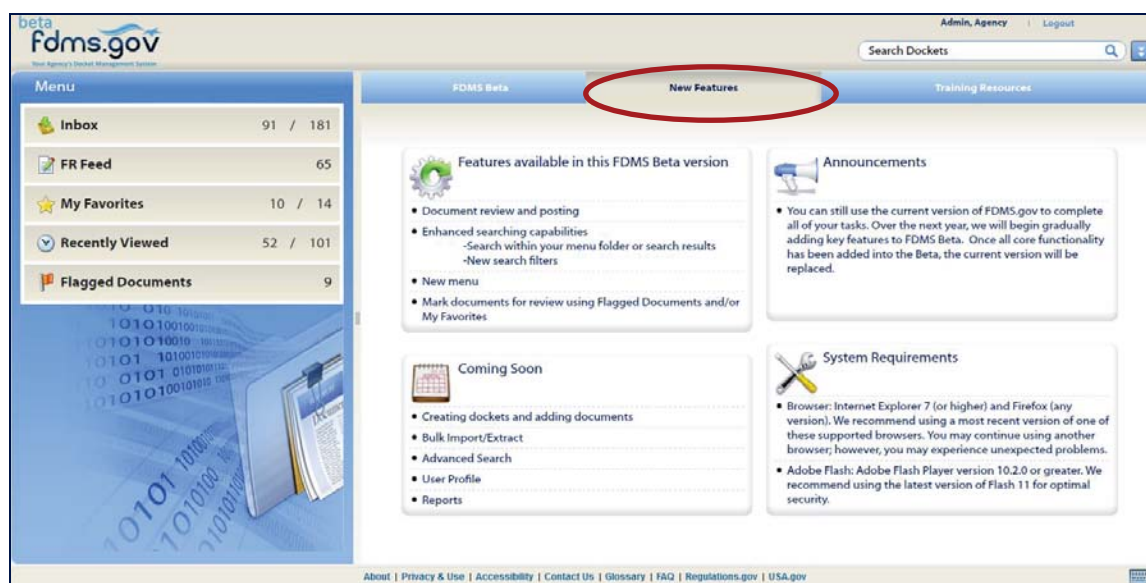 beta
fdms.gov
Your Agency's Docket Management System
Admin, Agency | Logout
Search Dockets
Menu
Inbox 91 / 181
FR Feed 65
My Favorites 10 / 14
Recently Viewed 52 / 101
Flagged Documents 9
FDMS Beta
New Features
Training Resources
Features available in this FDMS Beta version
• Document review and posting
• Enhanced searching capabilities
-Search within your menu folder or search results
-New search filters
• New menu
• Mark documents for review using Flagged Documents and/or
My Favorites
Announcements
• You can still use the current version of FDMS.gov to complete
all of your tasks. Over the next year, we will begin gradually
adding key features to FDMS Beta. Once all core functionality
has been added into the Beta, the current version will be
replaced.
Coming Soon
• Creating dockets and adding documents
• Bulk Import/Extract
• Advanced Search
• User Profile
• Reports
System Requirements
• Browser: Internet Explorer 7 (or higher) and Firefox (any
version). We recommend using a most recent version of one of
these supported browsers. You may continue using another
browser; however, you may experience unexpected problems.
• Adobe Flash: Adobe Flash Player version 10.2.0 or greater. We
recommend using the latest version of Flash 11 for optimal
security.
About | Privacy & Use | Accessibility | Contact Us | Glossary | FAQ | Regulations.gov | USA.gov